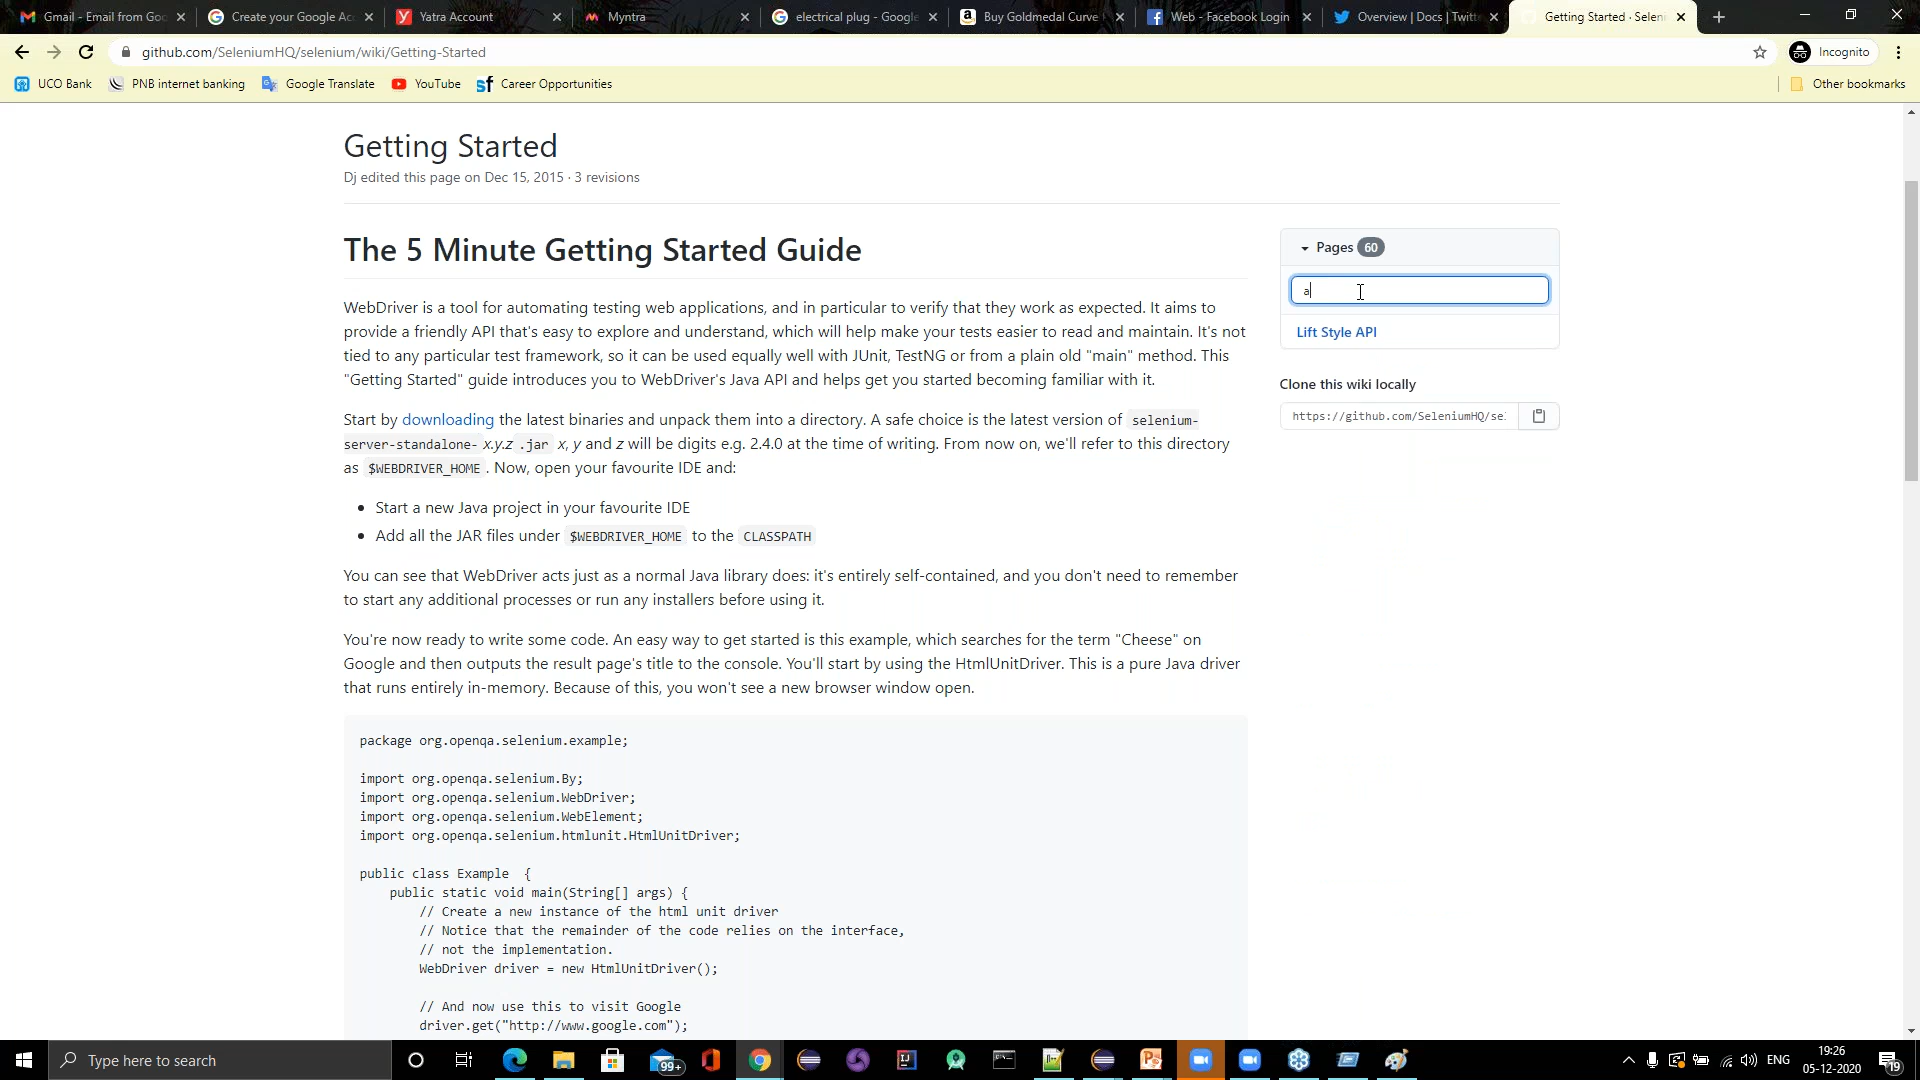 Gmail - Email from Goo
Create your Google Ac
Yatra Account
Myntra
electrical plug - Google
Buy Goldmedal Curve
Web - Facebook Login
Overview | Docs | Twitt
Getting Started · Selen
github.com/SeleniumHQ/selenium/wiki/Getting-Started
Incognito
UCO Bank
PNB internet banking
Google Translate
YouTube
Career Opportunities
Other bookmarks
Getting Started
Dj edited this page on Dec 15, 2015 · 3 revisions
The 5 Minute Getting Started Guide
WebDriver is a tool for automating testing web applications, and in particular to verify that they work as expected. It aims to
provide a friendly API that's easy to explore and understand, which will help make your tests easier to read and maintain. It's not
tied to any particular test framework, so it can be used equally well with JUnit, TestNG or from a plain old "main" method. This
"Getting Started" guide introduces you to WebDriver's Java API and helps get you started becoming familiar with it.
Start by downloading the latest binaries and unpack them into a directory. A safe choice is the latest version of selenium-
server-standalone- x.y.z .jar x, y and z will be digits e.g. 2.4.0 at the time of writing. From now on, we'll refer to this directory
as $WEBDRIVER_HOME . Now, open your favourite IDE and:
• Start a new Java project in your favourite IDE
• Add all the JAR files under $WEBDRIVER_HOME to the CLASSPATH
You can see that WebDriver acts just as a normal Java library does: it's entirely self-contained, and you don't need to remember
to start any additional processes or run any installers before using it.
You're now ready to write some code. An easy way to get started is this example, which searches for the term "Cheese" on
Google and then outputs the result page's title to the console. You'll start by using the HtmlUnitDriver. This is a pure Java driver
that runs entirely in-memory. Because of this, you won't see a new browser window open.
package org.openqa.selenium.example;
import org.openqa.selenium.By;
import org.openqa.selenium.WebDriver;
import org.openqa.selenium.WebElement;
import org.openqa.selenium.htmlunit.HtmlUnitDriver;
public class Example {
public static void main(String[] args) {
// Create a new instance of the html unit driver
// Notice that the remainder of the code relies on the interface,
// not the implementation.
WebDriver driver = new HtmlUnitDriver();
// And now use this to visit Google
driver.get("http://www.google.com");
Pages 60
a
Lift Style API
Clone this wiki locally
https://github.com/SeleniumHQ/se
Type here to search
99+
ENG
19:26
05-12-2020
19